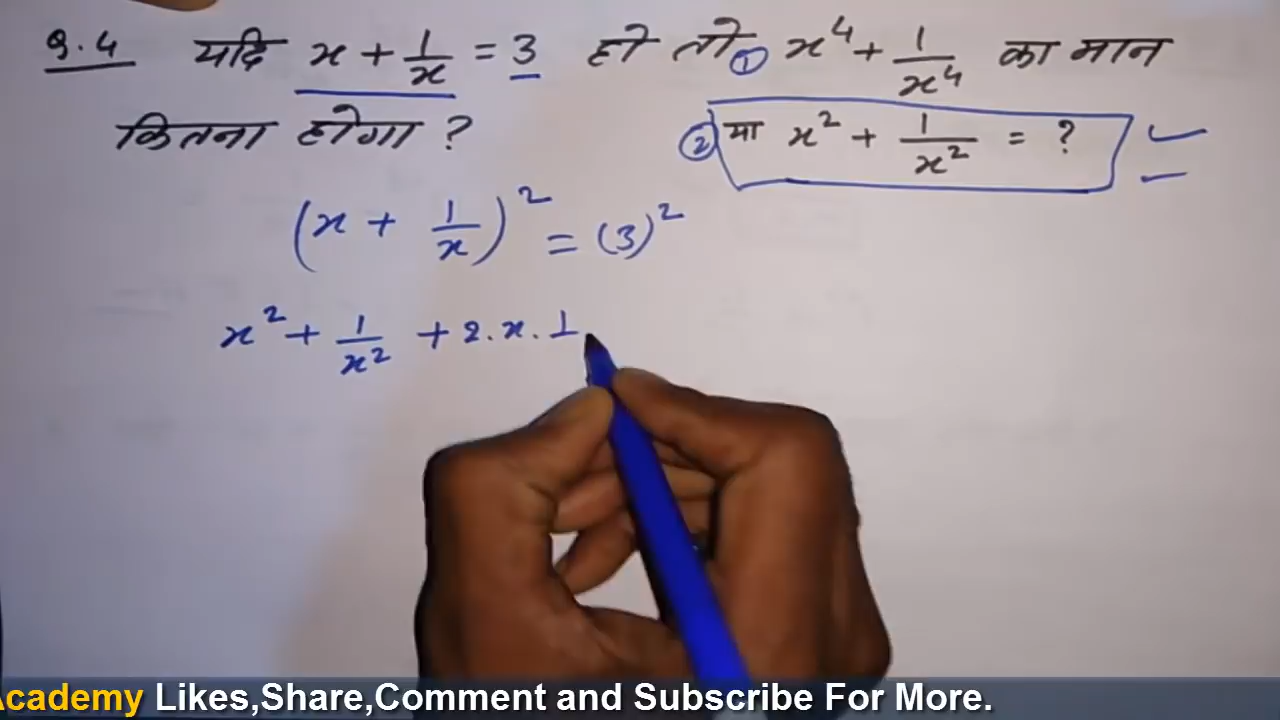 Q.4 यदि x + 1/x = 3 हो तो ① x⁴ + 1/x⁴ का मान
कितना होगा ? ② या x² + 1/x² = ?
(x + 1/x)² = (3)²
x² + 1/x² + 2.x.1
Academy Likes,Share,Comment and Subscribe For More.